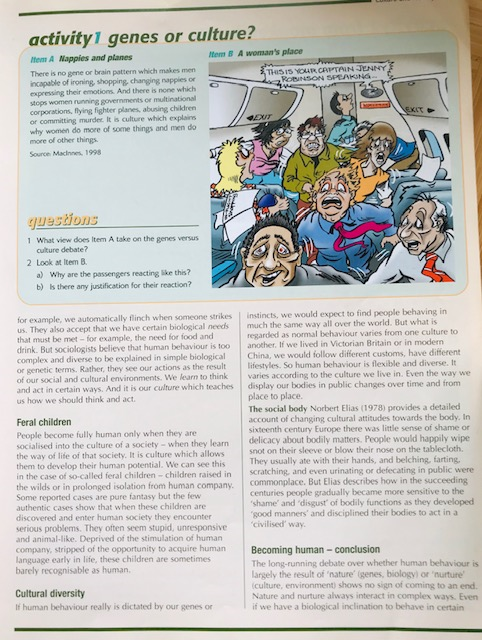 activity1 genes or culture?
Item A Nappies and planes
There is no gene or brain pattern which makes men
incapable of ironing, shopping, changing nappies or
expressing their emotions. And there is none which
stops women running governments or multinational
corporations, flying fighter planes, abusing children
or committing murder. It is culture which explains
why women do more of some things and men do
more of other things.
Source: MacInnes, 1998
Item B A woman's place
THIS IS YOUR CAPTAIN JENNY
ROBINSON SPEAKING...
EXIT
EXIT
questions
1 What view does Item A take on the genes versus
culture debate?
2 Look at Item B.
a) Why are the passengers reacting like this?
b) Is there any justification for their reaction?
for example, we automatically flinch when someone strikes
us. They also accept that we have certain biological needs
that must be met – for example, the need for food and
drink. But sociologists believe that human behaviour is too
complex and diverse to be explained in simple biological
or genetic terms. Rather, they see our actions as the result
of our social and cultural environments. We learn to think
and act in certain ways. And it is our culture which teaches
us how we should think and act.
Feral children
People become fully human only when they are
socialised into the culture of a society – when they learn
the way of life of that society. It is culture which allows
them to develop their human potential. We can see this
in the case of so-called feral children – children raised in
the wilds or in prolonged isolation from human company.
Some reported cases are pure fantasy but the few
authentic cases show that when these children are
discovered and enter human society they encounter
serious problems. They often seem stupid, unresponsive
and animal-like. Deprived of the stimulation of human
company, stripped of the opportunity to acquire human
language early in life, these children are sometimes
barely recognisable as human.
Cultural diversity
If human behaviour really is dictated by our genes or
instincts, we would expect to find people behaving in
much the same way all over the world. But what is
regarded as normal behaviour varies from one culture to
another. If we lived in Victorian Britain or in modern
China, we would follow different customs, have different
lifestyles. So human behaviour is flexible and diverse. It
varies according to the culture we live in. Even the way we
display our bodies in public changes over time and from
place to place.
The social body Norbert Elias (1978) provides a detailed
account of changing cultural attitudes towards the body. In
sixteenth century Europe there was little sense of shame or
delicacy about bodily matters. People would happily wipe
snot on their sleeve or blow their nose on the tablecloth.
They usually ate with their hands, and belching, farting,
scratching, and even urinating or defecating in public were
commonplace. But Elias describes how in the succeeding
centuries people gradually became more sensitive to the
'shame' and 'disgust' of bodily functions as they developed
'good manners' and disciplined their bodies to act in a
'civilised' way.
Becoming human – conclusion
The long-running debate over whether human behaviour is
largely the result of 'nature' (genes, biology) or 'nurture'
(culture, environment) shows no sign of coming to an end.
Nature and nurture always interact in complex ways. Even
if we have a biological inclination to behave in certain